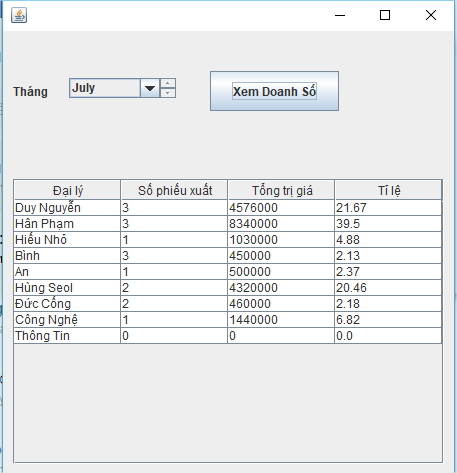 Tháng July Xem Doanh Số
Đại lý Số phiếu xuất Tổng trị giá Tỉ lệ
Duy Nguyễn 3 4576000 21.67
Hân Phạm 3 8340000 39.5
Hiếu Nhỏ 1 1030000 4.88
Bình 3 450000 2.13
An 1 500000 2.37
Hùng Seol 2 4320000 20.46
Đức Cống 2 460000 2.18
Công Nghệ 1 1440000 6.82
Thông Tin 0 0 0.0